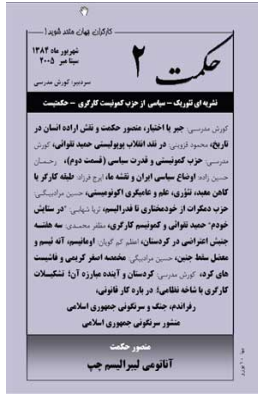 کارگران جهان متحد شوید!
حکمت ۲
شهریور ماه ۱۳۸۴
سپتامبر ۲۰۰۵
سردبیر: کورش مدرسی
نشریه ای تئوریک - سیاسی از حزب کمونیست کارگری - حکمتیست
کورش مدرسی: جبر یا اختیار، منصور حکمت و نقش اراده انسان در
تاریخ، محمود قزوینی: در نقد انقلاب پوپولیستی حمید تقوائی، کورش
مدرسی: حزب کمونیستی و قدرت سیاسی (قسمت دوم)، رحمان
حسین زاده: اوضاع سیاسی ایران و نقشه ما، ایرج فرزاد: طبقه کارگر یا
کاهن معبد، تئوری، علم و عامیگری اکونومیستی، حسین مرادبیگی:
حزب دمکرات از خودمختاری تا فدرالیسم، ثریا شهابی: "در ستایش
خودم" حمید تقوائی و کمونیسم کارگری، مظفر محمدی: سه هفته
جنبش اعتراضی در کردستان، اعظم کم گویان: اومانیسم، آته ئیسم و
معضل سقط جنین، حسین مرادبیگی: مخمصه اصغر کریمی و فاشیست
های کرد، کورش مدرسی: کردستان و آینده مبارزه آن؛ تشکیلات
کارگری یا شاخه نظامی؛ در باره کار قانونی،
رفراندم، جنگ و سرنگونی جمهوری اسلامی
منشور سرنگونی جمهوری اسلامی
منصور حکمت
آناتومی لیبرالیسم چپ